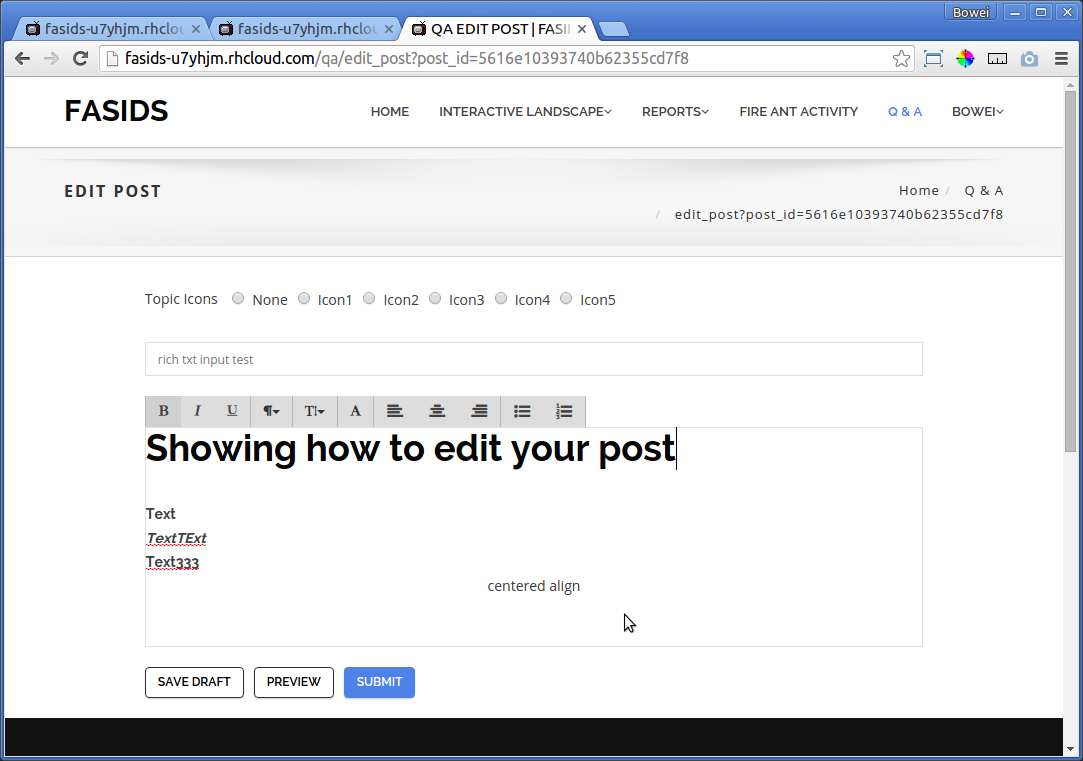 Bowei
fasids-u7yhjm.rhclou
fasids-u7yhjm.rhclou
QA EDIT POST | FASI
fasids-u7yhjm.rhcloud.com/qa/edit_post?post_id=5616e10393740b62355cd7f8
FASIDS
HOME INTERACTIVE LANDSCAPE REPORTS FIRE ANT ACTIVITY Q & A BOWEI
EDIT POST
Home / Q & A
/ edit_post?post_id=5616e10393740b62355cd7f8
Topic Icons None Icon1 Icon2 Icon3 Icon4 Icon5
rich txt input test
B I U ¶ T! A
Showing how to edit your post
Text
TextTExt
Text333
centered align
SAVE DRAFT PREVIEW SUBMIT